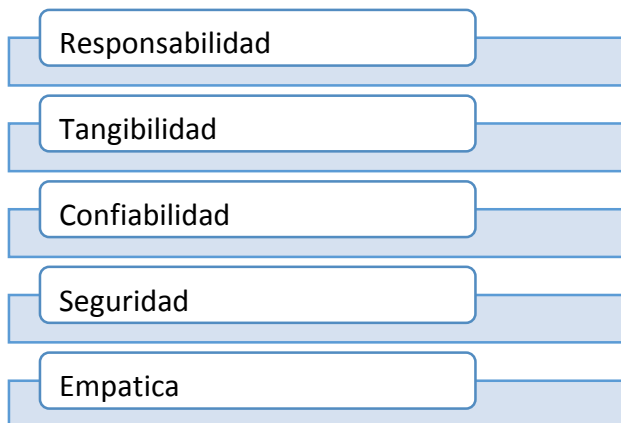 Responsabilidad
Tangibilidad
Confiabilidad
Seguridad
Empatica